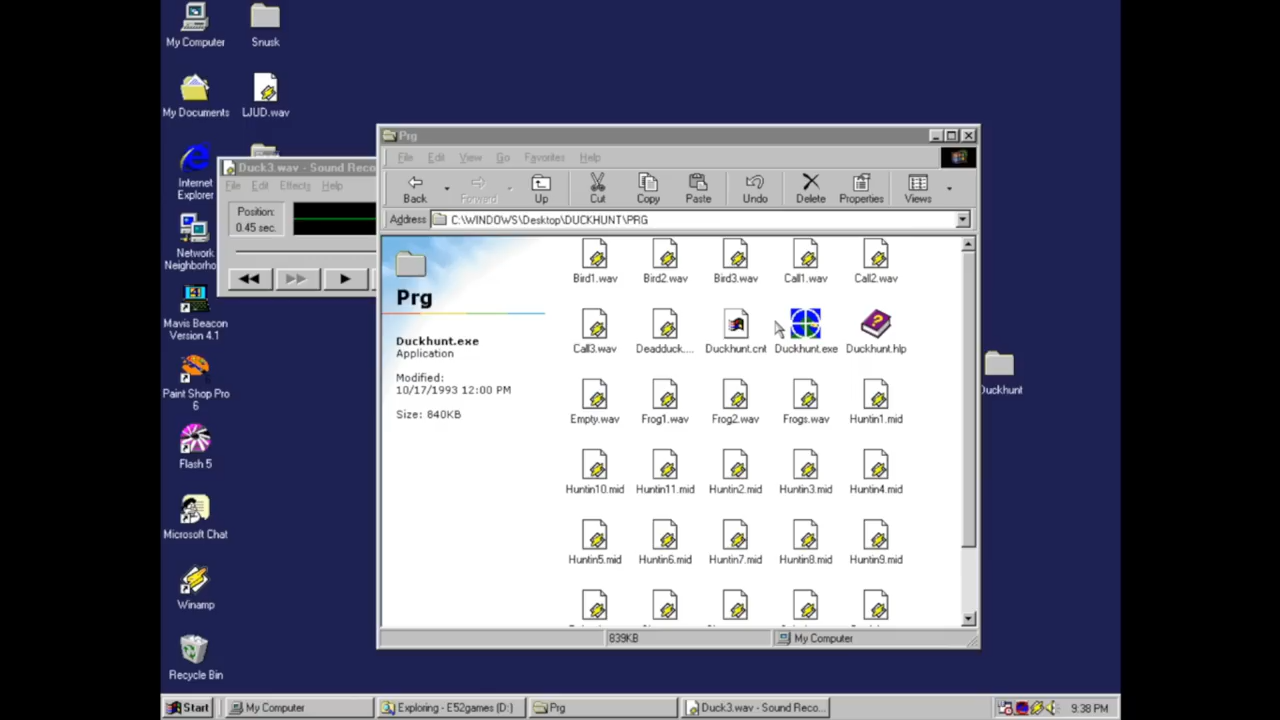 My Computer
Snusk
My Documents
LJUD.wav
Internet
Explorer
Network
Neighborho
Mavis Beacon
Version 4.1
Paint Shop Pro
6
Flash 5
Microsoft Chat
Winamp
Recycle Bin
Duck3.wav - Sound Reco
File Edit Effects Help
Position:
0.45 sec.
Prg
File Edit View Go Favorites Help
Back Forward Up Cut Copy Paste Undo Delete Properties Views
Address C:\WINDOWS\Desktop\DUCKHUNT\PRG
Prg
Duckhunt.exe
Application
Modified:
10/17/1993 12:00 PM
Size: 840KB
Bird1.wav Bird2.wav Bird3.wav Call1.wav Call2.wav
Call3.wav Deadduck.... Duckhunt.cnt Duckhunt.exe Duckhunt.hlp
Empty.wav Frog1.wav Frog2.wav Frogs.wav Huntin1.mid
Huntin10.mid Huntin11.mid Huntin2.mid Huntin3.mid Huntin4.mid
Huntin5.mid Huntin6.mid Huntin7.mid Huntin8.mid Huntin9.mid
839KB My Computer
Duckhunt
Start My Computer Exploring - E52games (D:) Prg Duck3.wav - Sound Reco... 9:38 PM